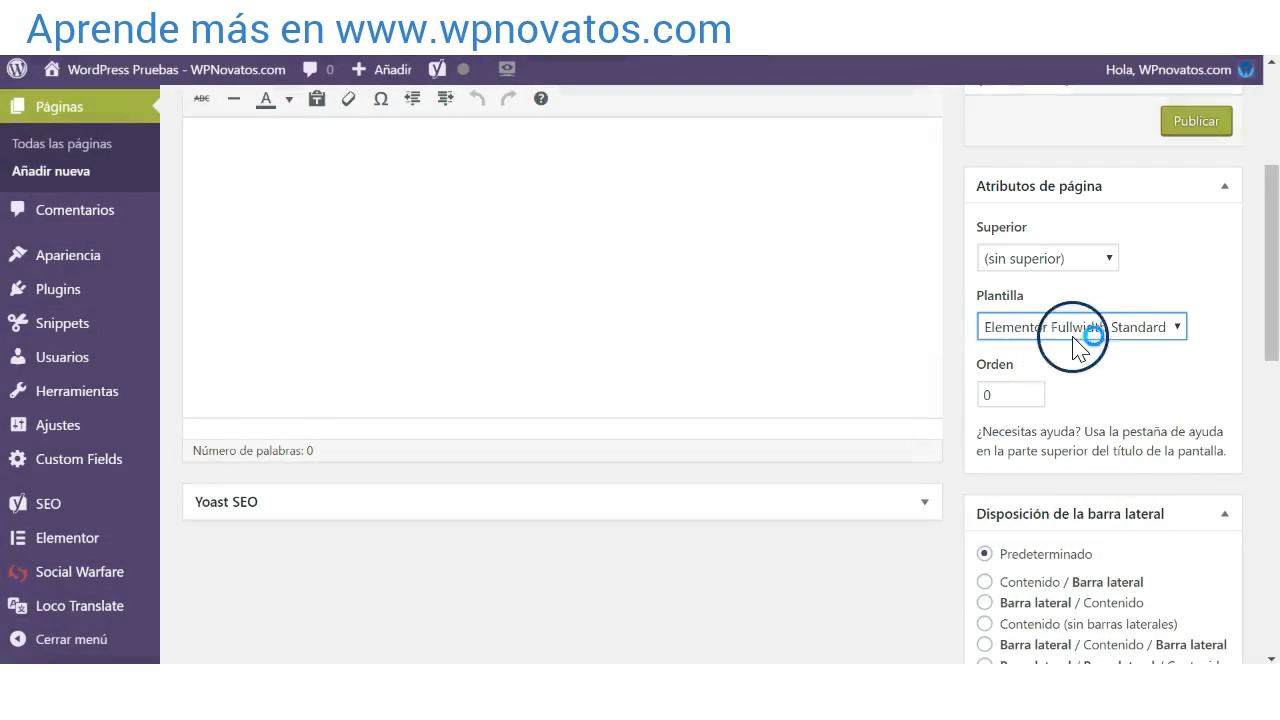 Aprende más en www.wpnovatos.com
WordPress Pruebas - WPNovatos.com 0 Añadir
Hola, WPNovatos.com
Páginas
Todas las páginas
Añadir nueva
Comentarios
Apariencia
Plugins
Snippets
Usuarios
Herramientas
Ajustes
Custom Fields
SEO
Elementor
Social Warfare
Loco Translate
Cerrar menú
ABC
A
Número de palabras: 0
Yoast SEO
Publicar
Atributos de página
Superior
(sin superior)
Plantilla
Elementor Fullwidth Standard
Orden
0
¿Necesitas ayuda? Usa la pestaña de ayuda
en la parte superior del título de la pantalla.
Disposición de la barra lateral
Predeterminado
Contenido / Barra lateral
Barra lateral / Contenido
Contenido (sin barras laterales)
Barra lateral / Contenido / Barra lateral